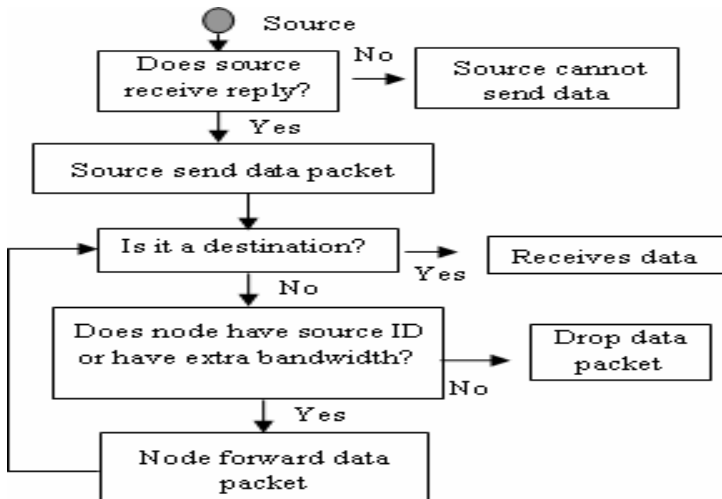 Source
Does source
receive reply?
No
Source cannot
send data
Yes
Source send data packet
Is it a destination?
Yes
Receives data
No
Does node have source ID
or have extra bandwidth?
No
Drop data
packet
Yes
Node forward data
packet